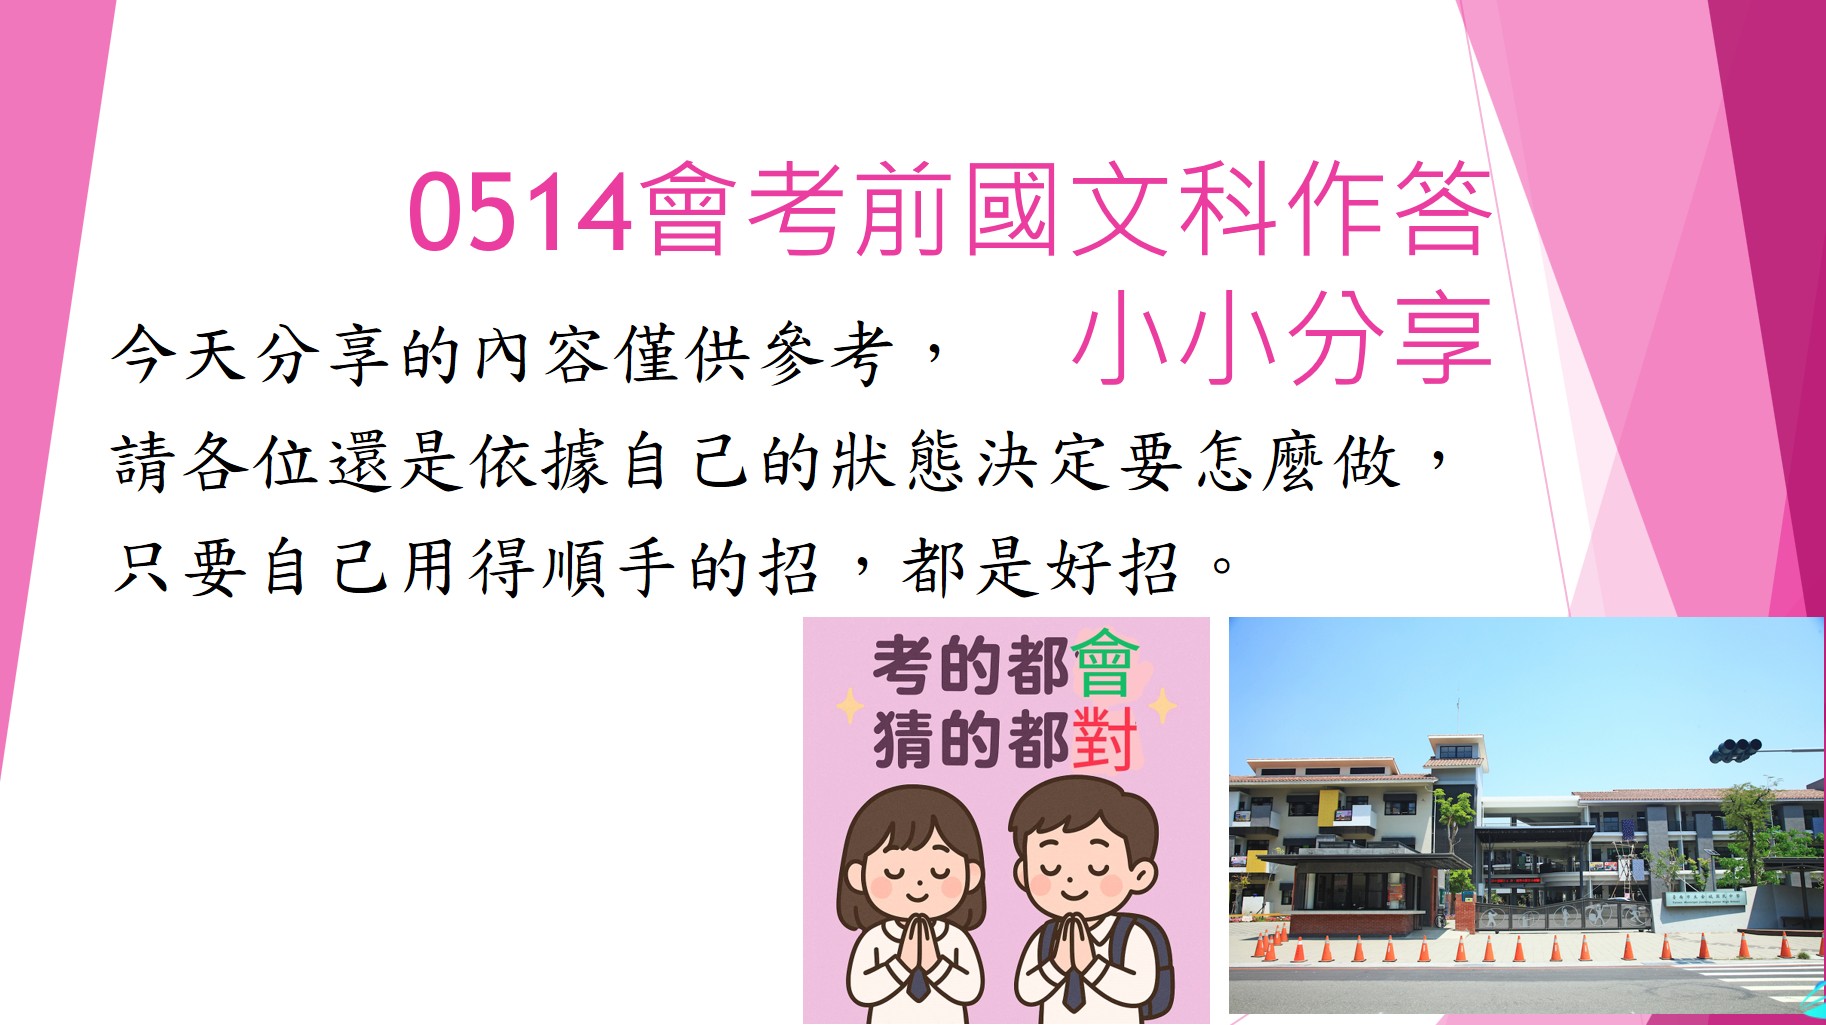 0514會考前國文科作答
小小分享
今天分享的內容僅供參考，
請各位還是依據自己的狀態決定要怎麼做，
只要自己用得順手的招，都是好招。
考的都會
猜的都對